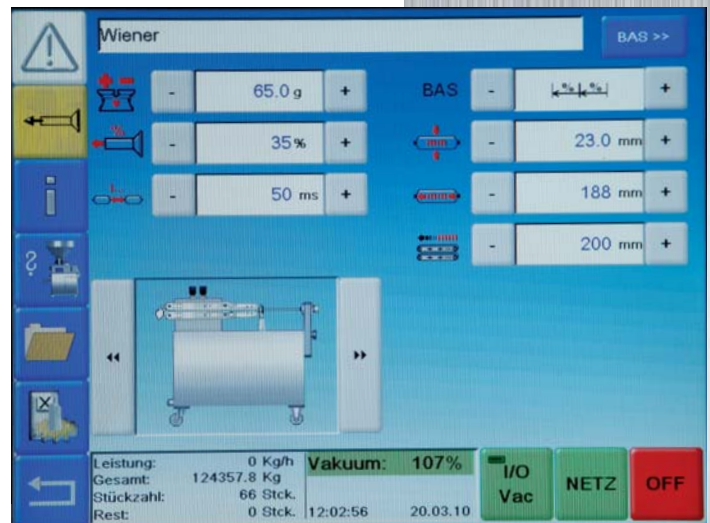 Wiener
BAS >>
- 65.0 g +
BAS - % % +
- 35 % +
mm - 23.0 mm +
- 50 ms +
mm - 188 mm +
- 200 mm +
Leistung: 0 Kg/h
Gesamt: 124357.8 Kg
Stückzahl: 66 Stck.
Rest: 0 Stck.
Vakuum: 107%
12:02:56 20.03.10
I/O
Vac
NETZ
OFF